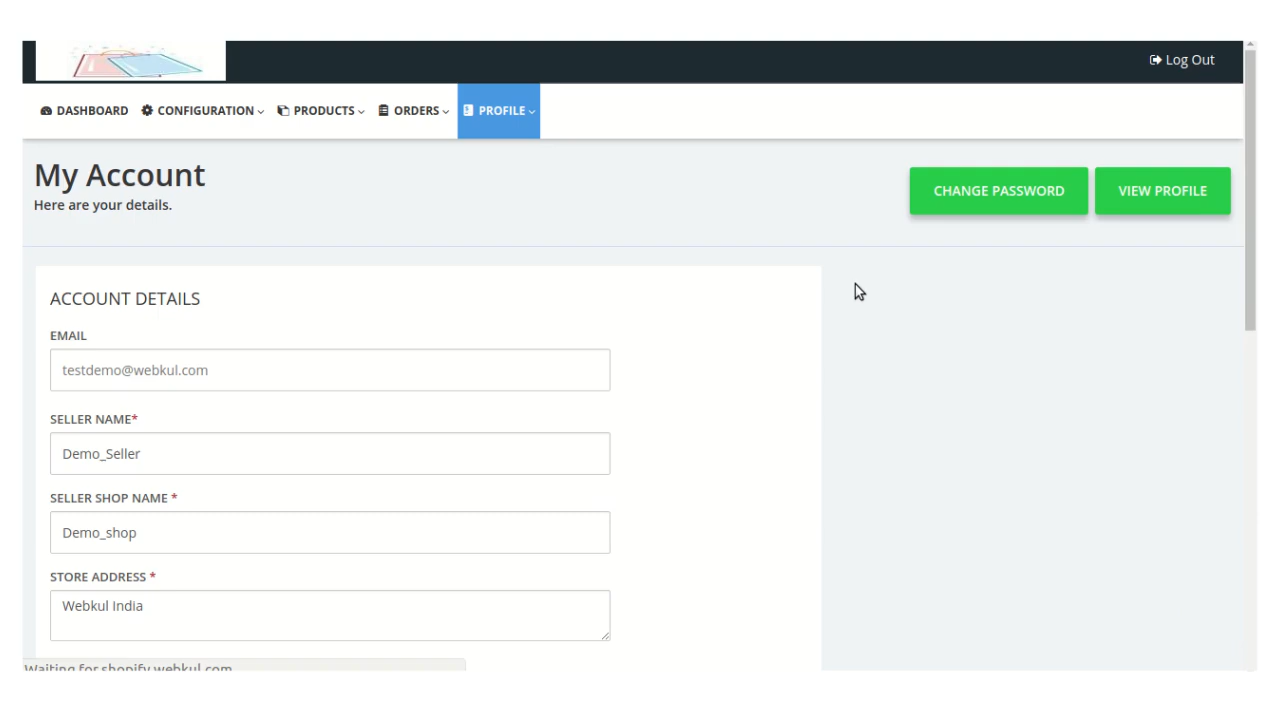 Log Out
DASHBOARD CONFIGURATION PRODUCTS ORDERS PROFILE
My Account
Here are your details.
CHANGE PASSWORD VIEW PROFILE
ACCOUNT DETAILS
EMAIL
testdemo@webkul.com
SELLER NAME*
Demo_Seller
SELLER SHOP NAME *
Demo_shop
STORE ADDRESS *
Webkul India
Waiting for shopify.webkul.com